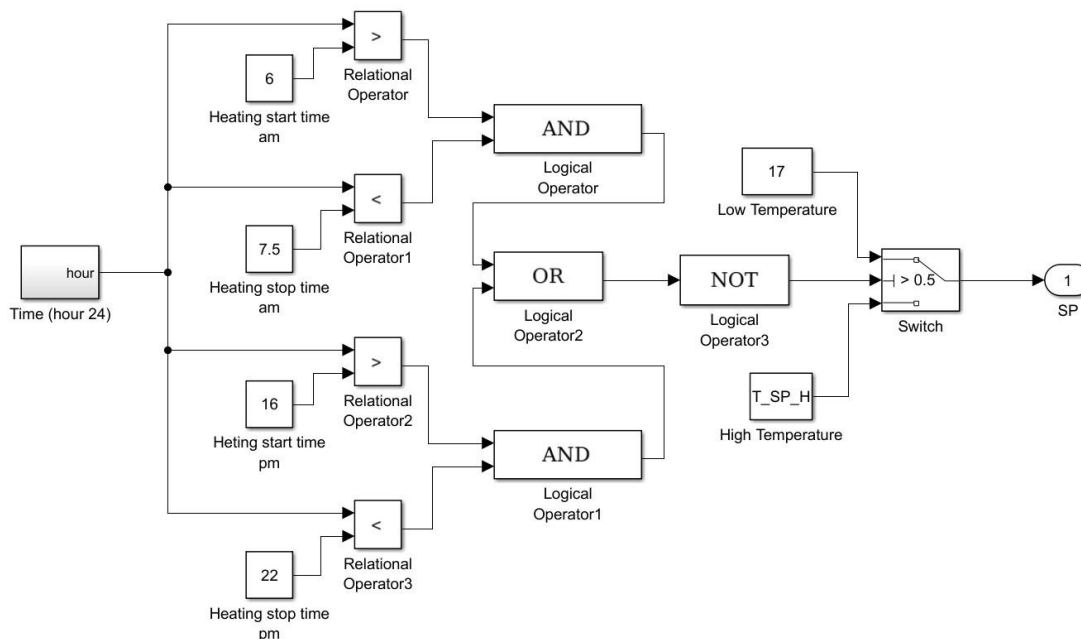 >
Relational
Operator
6
Heating start time
am
AND
Logical
Operator
<
Relational
Operator1
7.5
Heating stop time
am
hour
Time (hour 24)
17
Low Temperature
OR
Logical
Operator2
NOT
Logical
Operator3
> 0.5
Switch
1
SP
>
Relational
Operator2
16
Heting start time
pm
T_SP_H
High Temperature
AND
Logical
Operator1
<
Relational
Operator3
22
Heating stop time
pm